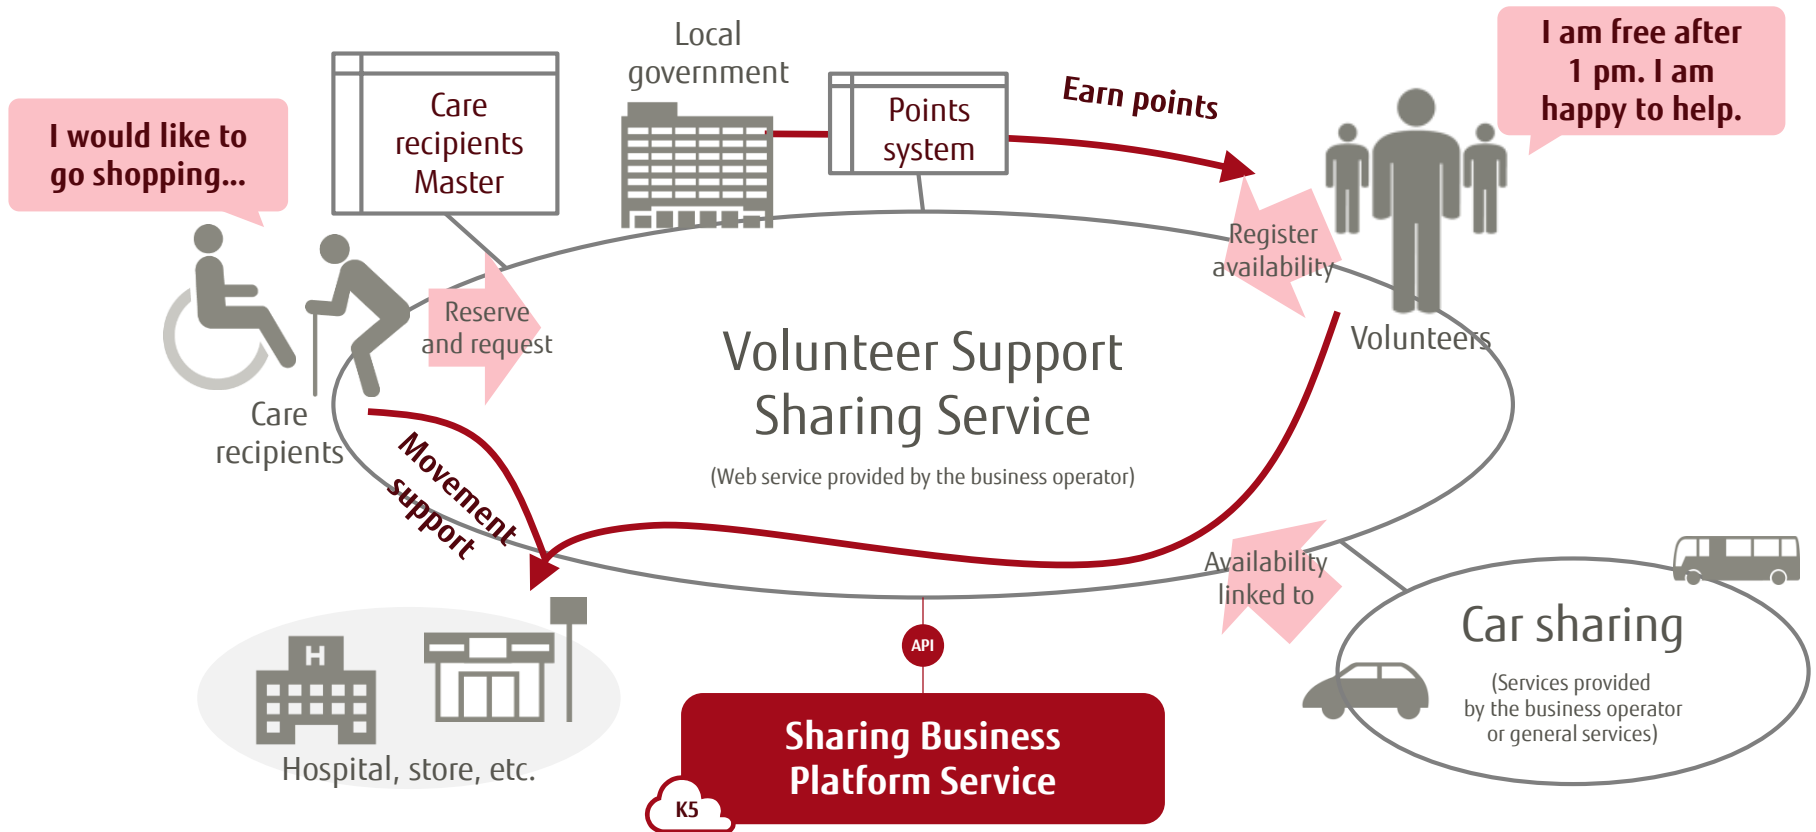 Local
government
I am free after
1 pm. I am
happy to help.
Care
recipients
Master
Points
system
Earn points
I would like to
go shopping...
Register
availability
Reserve
and request
Volunteer Support
Sharing Service
(Web service provided by the business operator)
Volunteers
Care
recipients
Movement
support
Availability
linked to
API
Car sharing
(Services provided
by the business operator
or general services)
H
Hospital, store, etc.
Sharing Business
Platform Service
K5